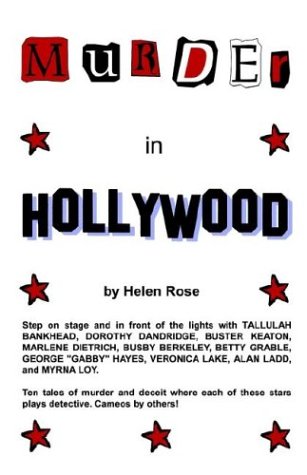 MuRDEr
in
HOLLYWOOD
by Helen Rose
Step on stage and in front of the lights with TALLULAH
BANKHEAD, DOROTHY DANDRIDGE, BUSTER KEATON,
MARLENE DIETRICH, BUSBY BERKELEY, BETTY GRABLE,
GEORGE "GABBY" HAYES, VERONICA LAKE, ALAN LADD,
and MYRNA LOY.
Ten tales of murder and deceit where each of these stars
plays detective. Cameos by others!